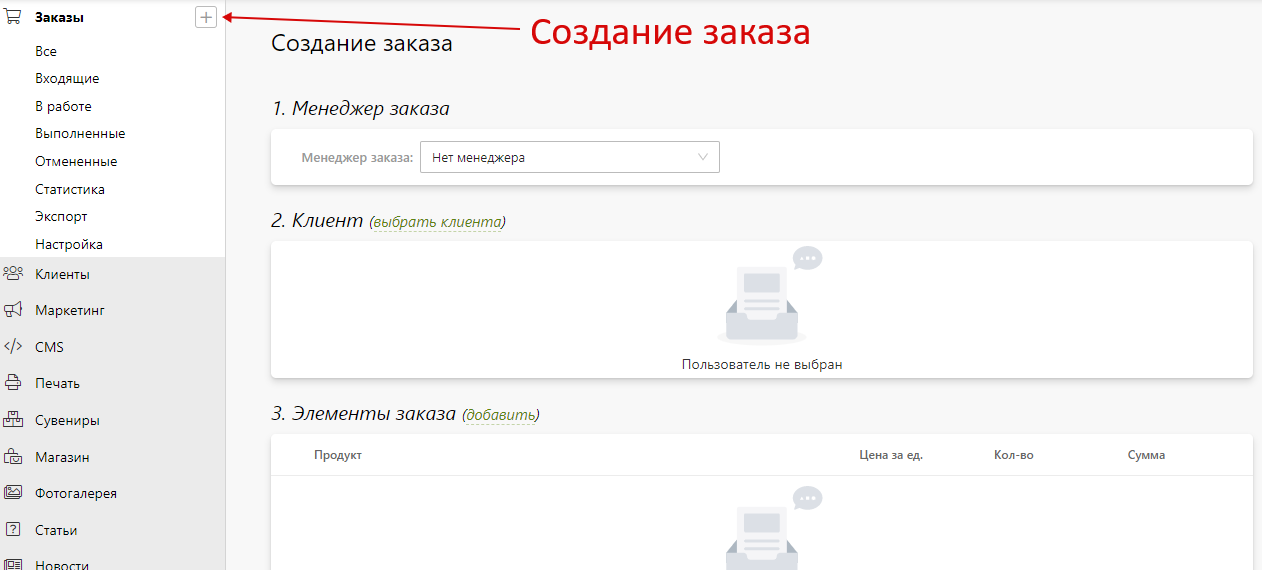 Заказы
Все
Входящие
В работе
Выполненные
Отмененные
Статистика
Экспорт
Настройка
Клиенты
Маркетинг
CMS
Печать
Сувениры
Магазин
Фотогалерея
Статьи
Новости
Создание заказа
Создание заказа
1. Менеджер заказа
Менеджер заказа: Нет менеджера
2. Клиент (выбрать клиента)
Пользователь не выбран
3. Элементы заказа (добавить)
Продукт Цена за ед. Кол-во Сумма